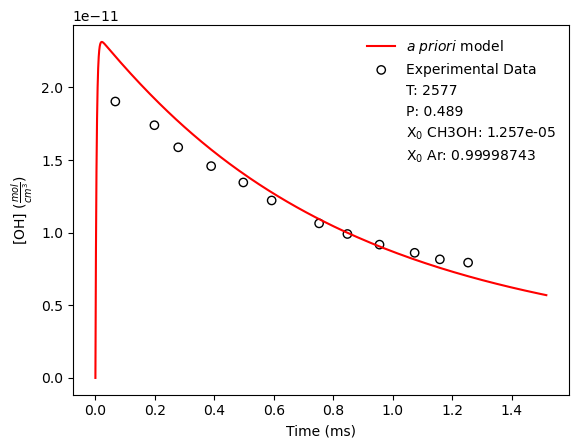 1e−11
a priori model
Experimental Data
T: 2577
P: 0.489
X₀ CH3OH: 1.257e-05
X₀ Ar: 0.99998743
2.0
1.5
1.0
0.5
0.0
[OH] (mol/cm³)
0.0 0.2 0.4 0.6 0.8 1.0 1.2 1.4
Time (ms)